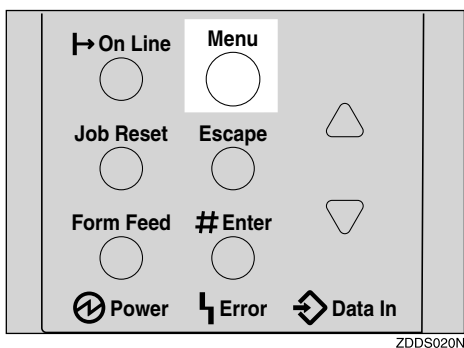 On Line Menu
Job Reset Escape
Form Feed # Enter
Power Error Data In
ZDDS020N